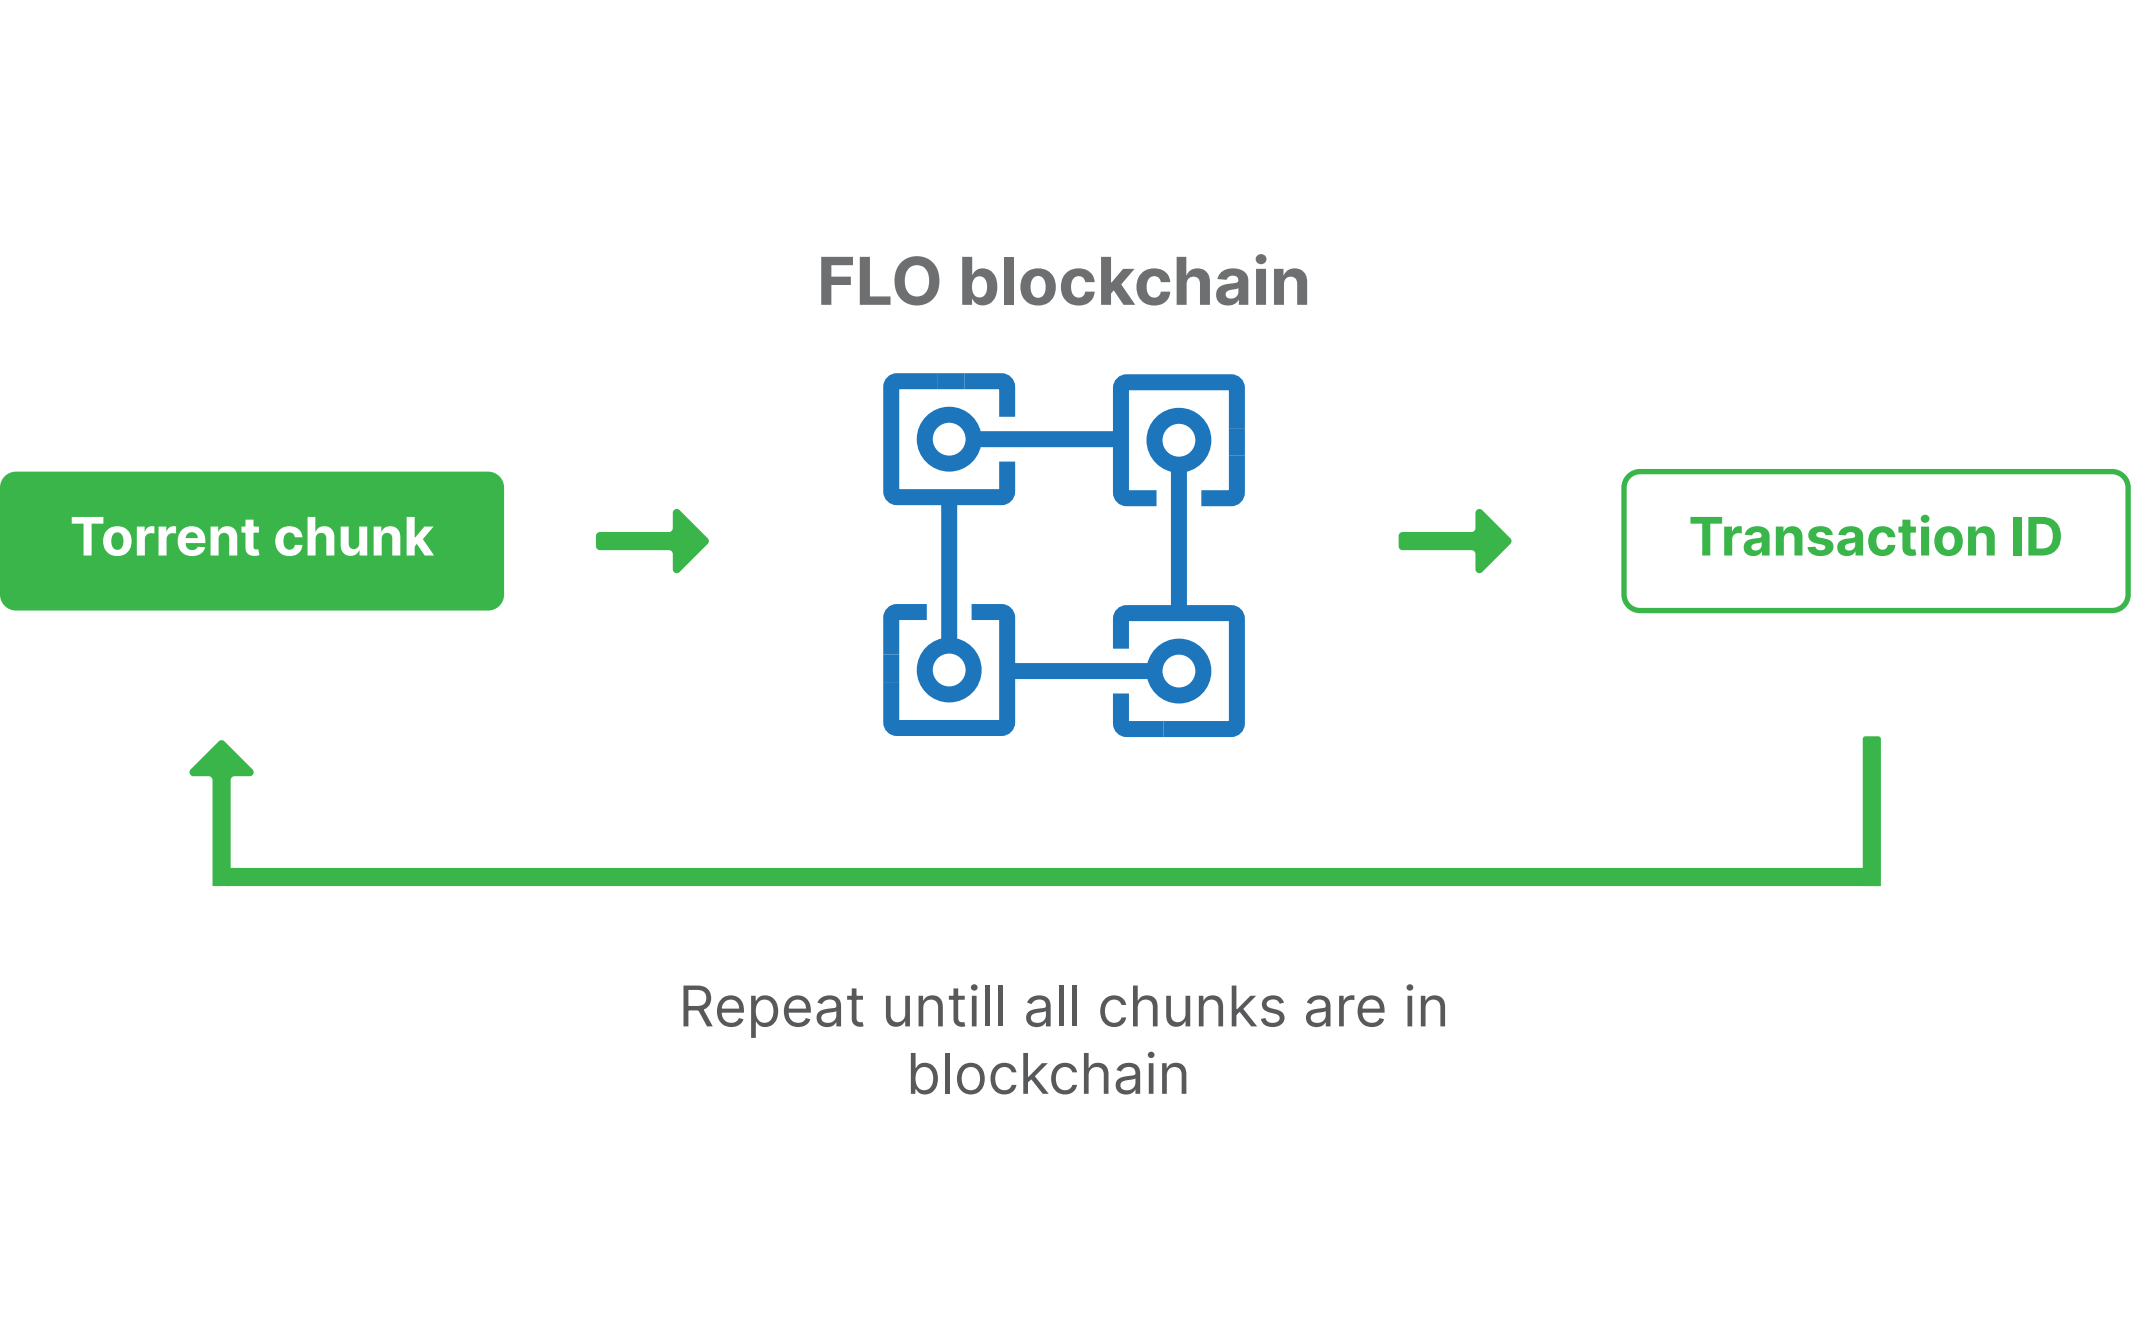 FLO blockchain
Torrent chunk
Transaction ID
Repeat untill all chunks are in
blockchain